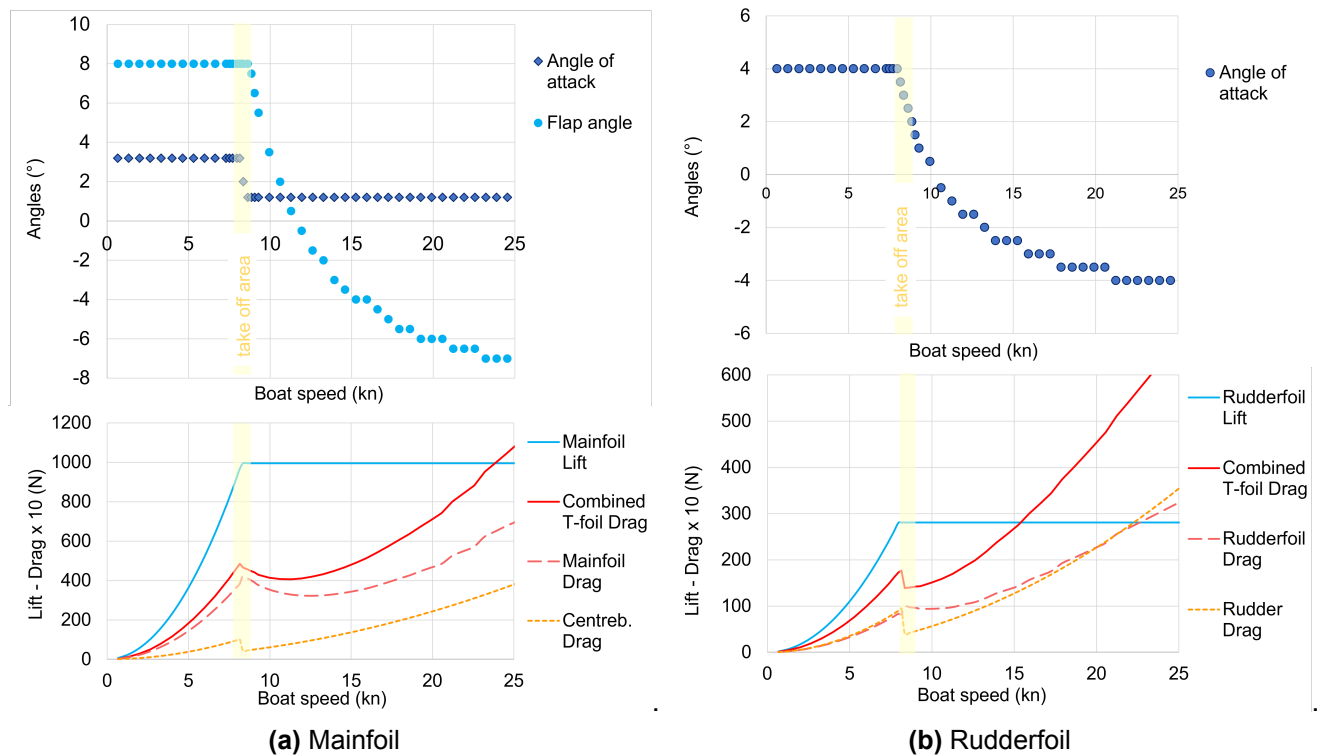 10
8
6
4
2
0
-2
-4
-6
-8
Angles (°)
0
5
10
15
20
25
take off area
Boat speed (kn)
Angle of
attack
Flap angle
6
4
2
0
-2
-4
-6
Angles (°)
0
5
10
15
20
25
take off area
Boat speed (kn)
Angle of
attack
1200
1000
800
600
400
200
0
Lift - Drag x 10 (N)
0
5
10
15
20
25
Boat speed (kn)
Mainfoil
Lift
Combined
T-foil Drag
Mainfoil
Drag
Centreb.
Drag
.
600
500
400
300
200
100
0
Lift - Drag x 10 (N)
0
5
10
15
20
25
Boat speed (kn)
Rudderfoil
Lift
Combined
T-foil Drag
Rudderfoil
Drag
Rudder
Drag
.
(a) Mainfoil
(b) Rudderfoil